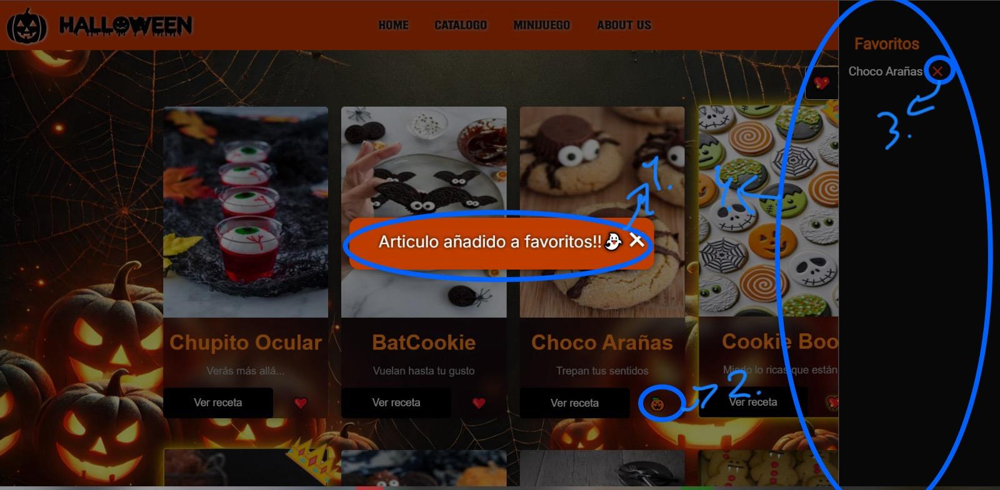 HALLOWEEN
HOME CATALOGO MINIJUEGO ABOUT US
Favoritos
Choco Arañas ×
3.
1.
4
Articulo añadido a favoritos!!👻 ×
Chupito Ocular
Verás más allá...
Ver receta
BatCookie
Vuelan hasta tu gusto
Ver receta
Choco Arañas
Trepan tus sentidos
Ver receta
2.
Cookie Boo
Miedo lo ricas que están
Ver receta